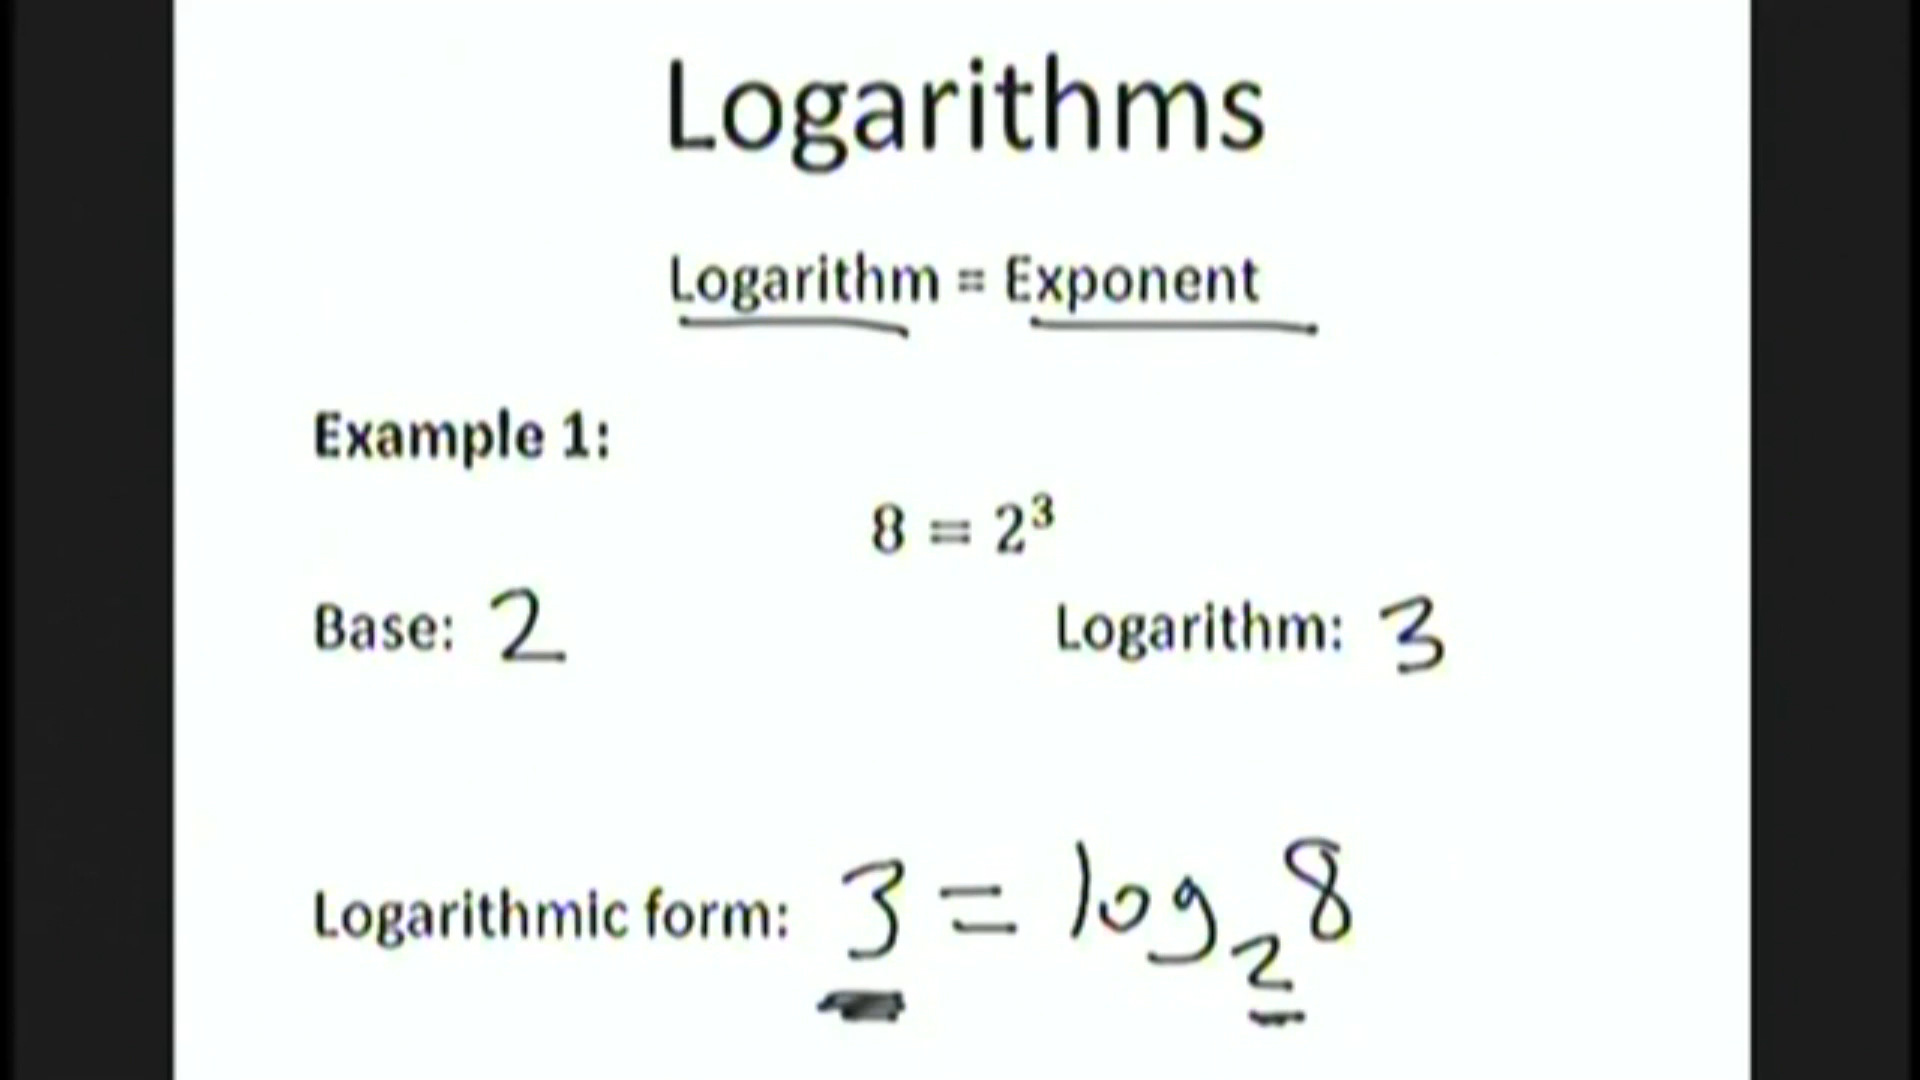 Logarithms
Logarithm = Exponent
Example 1:
8 = 2³
Base: 2
Logarithm: 3
Logarithmic form: 3 = log₂8